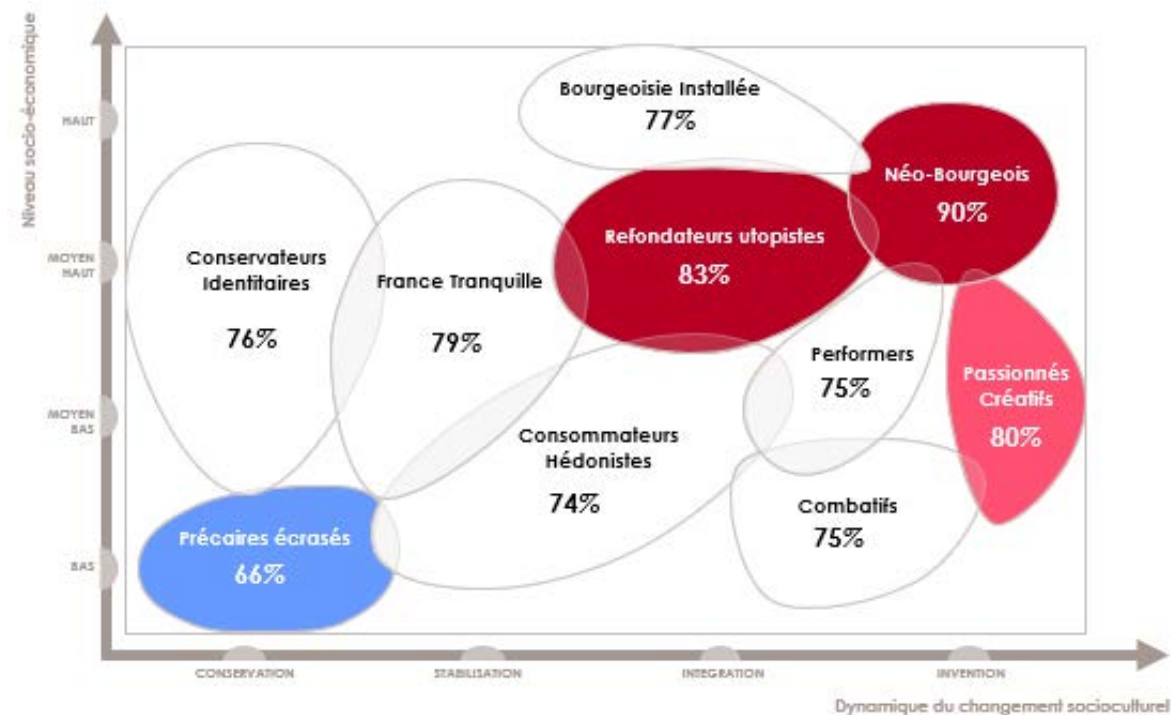 Niveau socio-économique
HAUT
MOYEN
HAUT
MOYEN
BAS
BAS
Bourgeoisie Installée
77%
Néo-Bourgeois
90%
Refondateurs utopistes
83%
Conservateurs
Identitaires
76%
France Tranquille
79%
Performers
75%
Passionnés
Créatifs
80%
Consommateurs
Hédonistes
74%
Combatifs
75%
Précaires écrasés
66%
CONSERVATION
STABILISATION
INTEGRATION
INVENTION
Dynamique du changement socioculturel